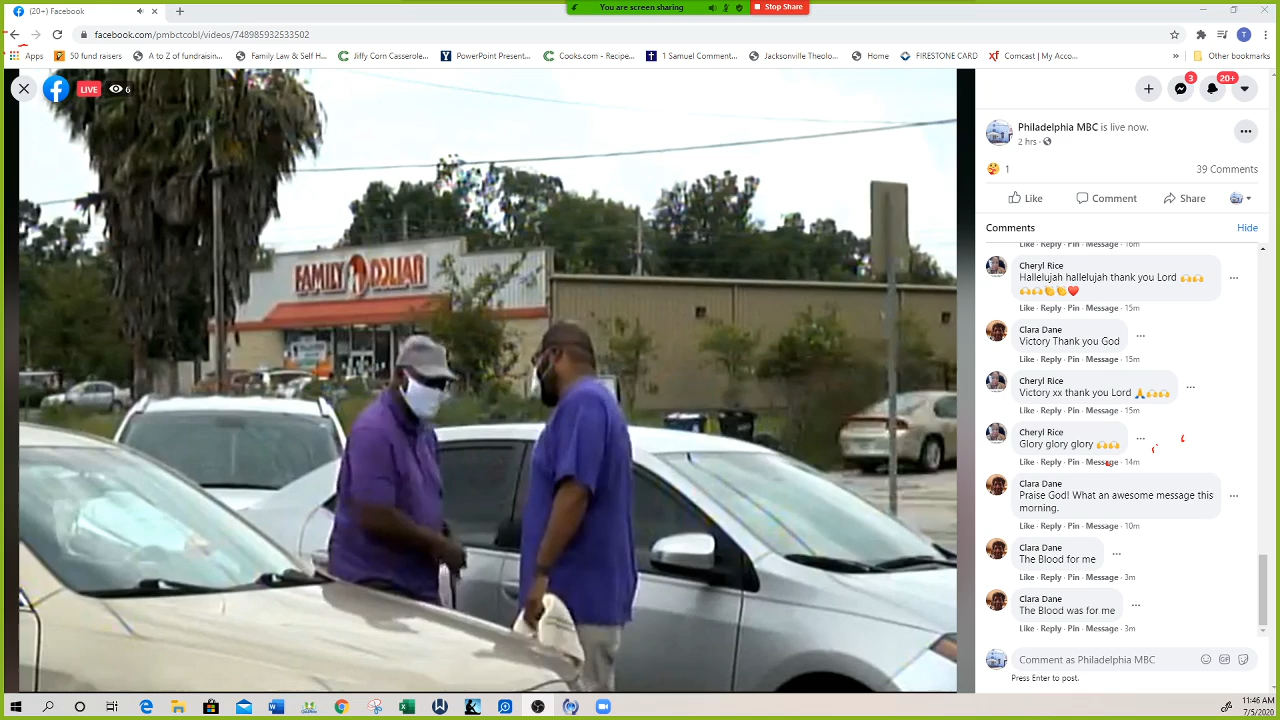 You are screen sharing
Stop Share
(20+) Facebook
facebook.com/pmbctcobl/videos/748985932533502
T
Apps
50 fund raisers
A to Z of fundraisin...
Family Law & Self H...
Jiffy Corn Casserole...
PowerPoint Present...
Cooks.com - Recipe...
1 Samuel Comment...
Jacksonville Theolo...
Home
FIRESTONE CARD
Comcast | My Acco...
»
Other bookmarks
LIVE
6
3
20+
Philadelphia MBC is live now.
2 hrs ·
1
39 Comments
Like
Comment
Share
Comments
Hide
Like · Reply · Pin · Message · 16m
Cheryl Rice
Hallelujah hallelujah thank you Lord 🙌🙌
🙌🙌👏👏❤️
Like · Reply · Pin · Message · 15m
Clara Dane
Victory Thank you God
Like · Reply · Pin · Message · 15m
Cheryl Rice
Victory xx thank you Lord 🙏🙌🙌
Like · Reply · Pin · Message · 15m
Cheryl Rice
Glory glory glory 🙌🙌
Like · Reply · Pin · Message · 14m
Clara Dane
Praise God! What an awesome message this
morning.
Like · Reply · Pin · Message · 10m
Clara Dane
The Blood for me
Like · Reply · Pin · Message · 3m
Clara Dane
The Blood was for me
Like · Reply · Pin · Message · 3m
Comment as Philadelphia MBC
GIF
Press Enter to post.
FAMILY DOLLAR
11:46 AM
7/5/2020